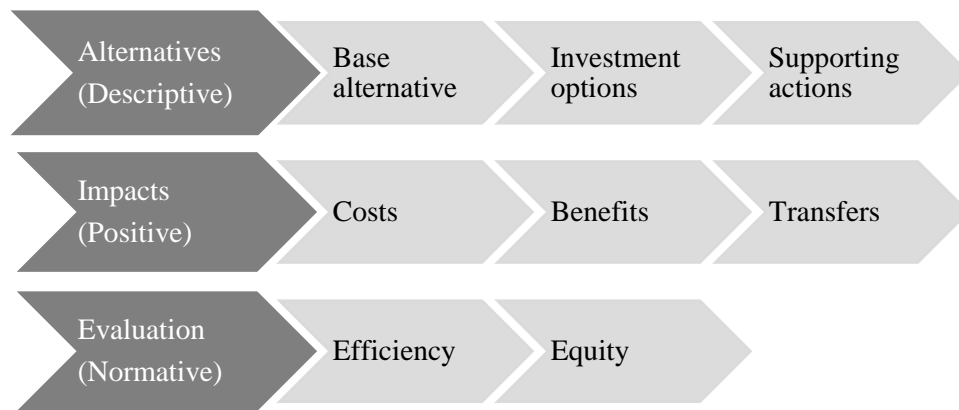 Alternatives
(Descriptive)
Base
alternative
Investment
options
Supporting
actions
Impacts
(Positive)
Costs
Benefits
Transfers
Evaluation
(Normative)
Efficiency
Equity